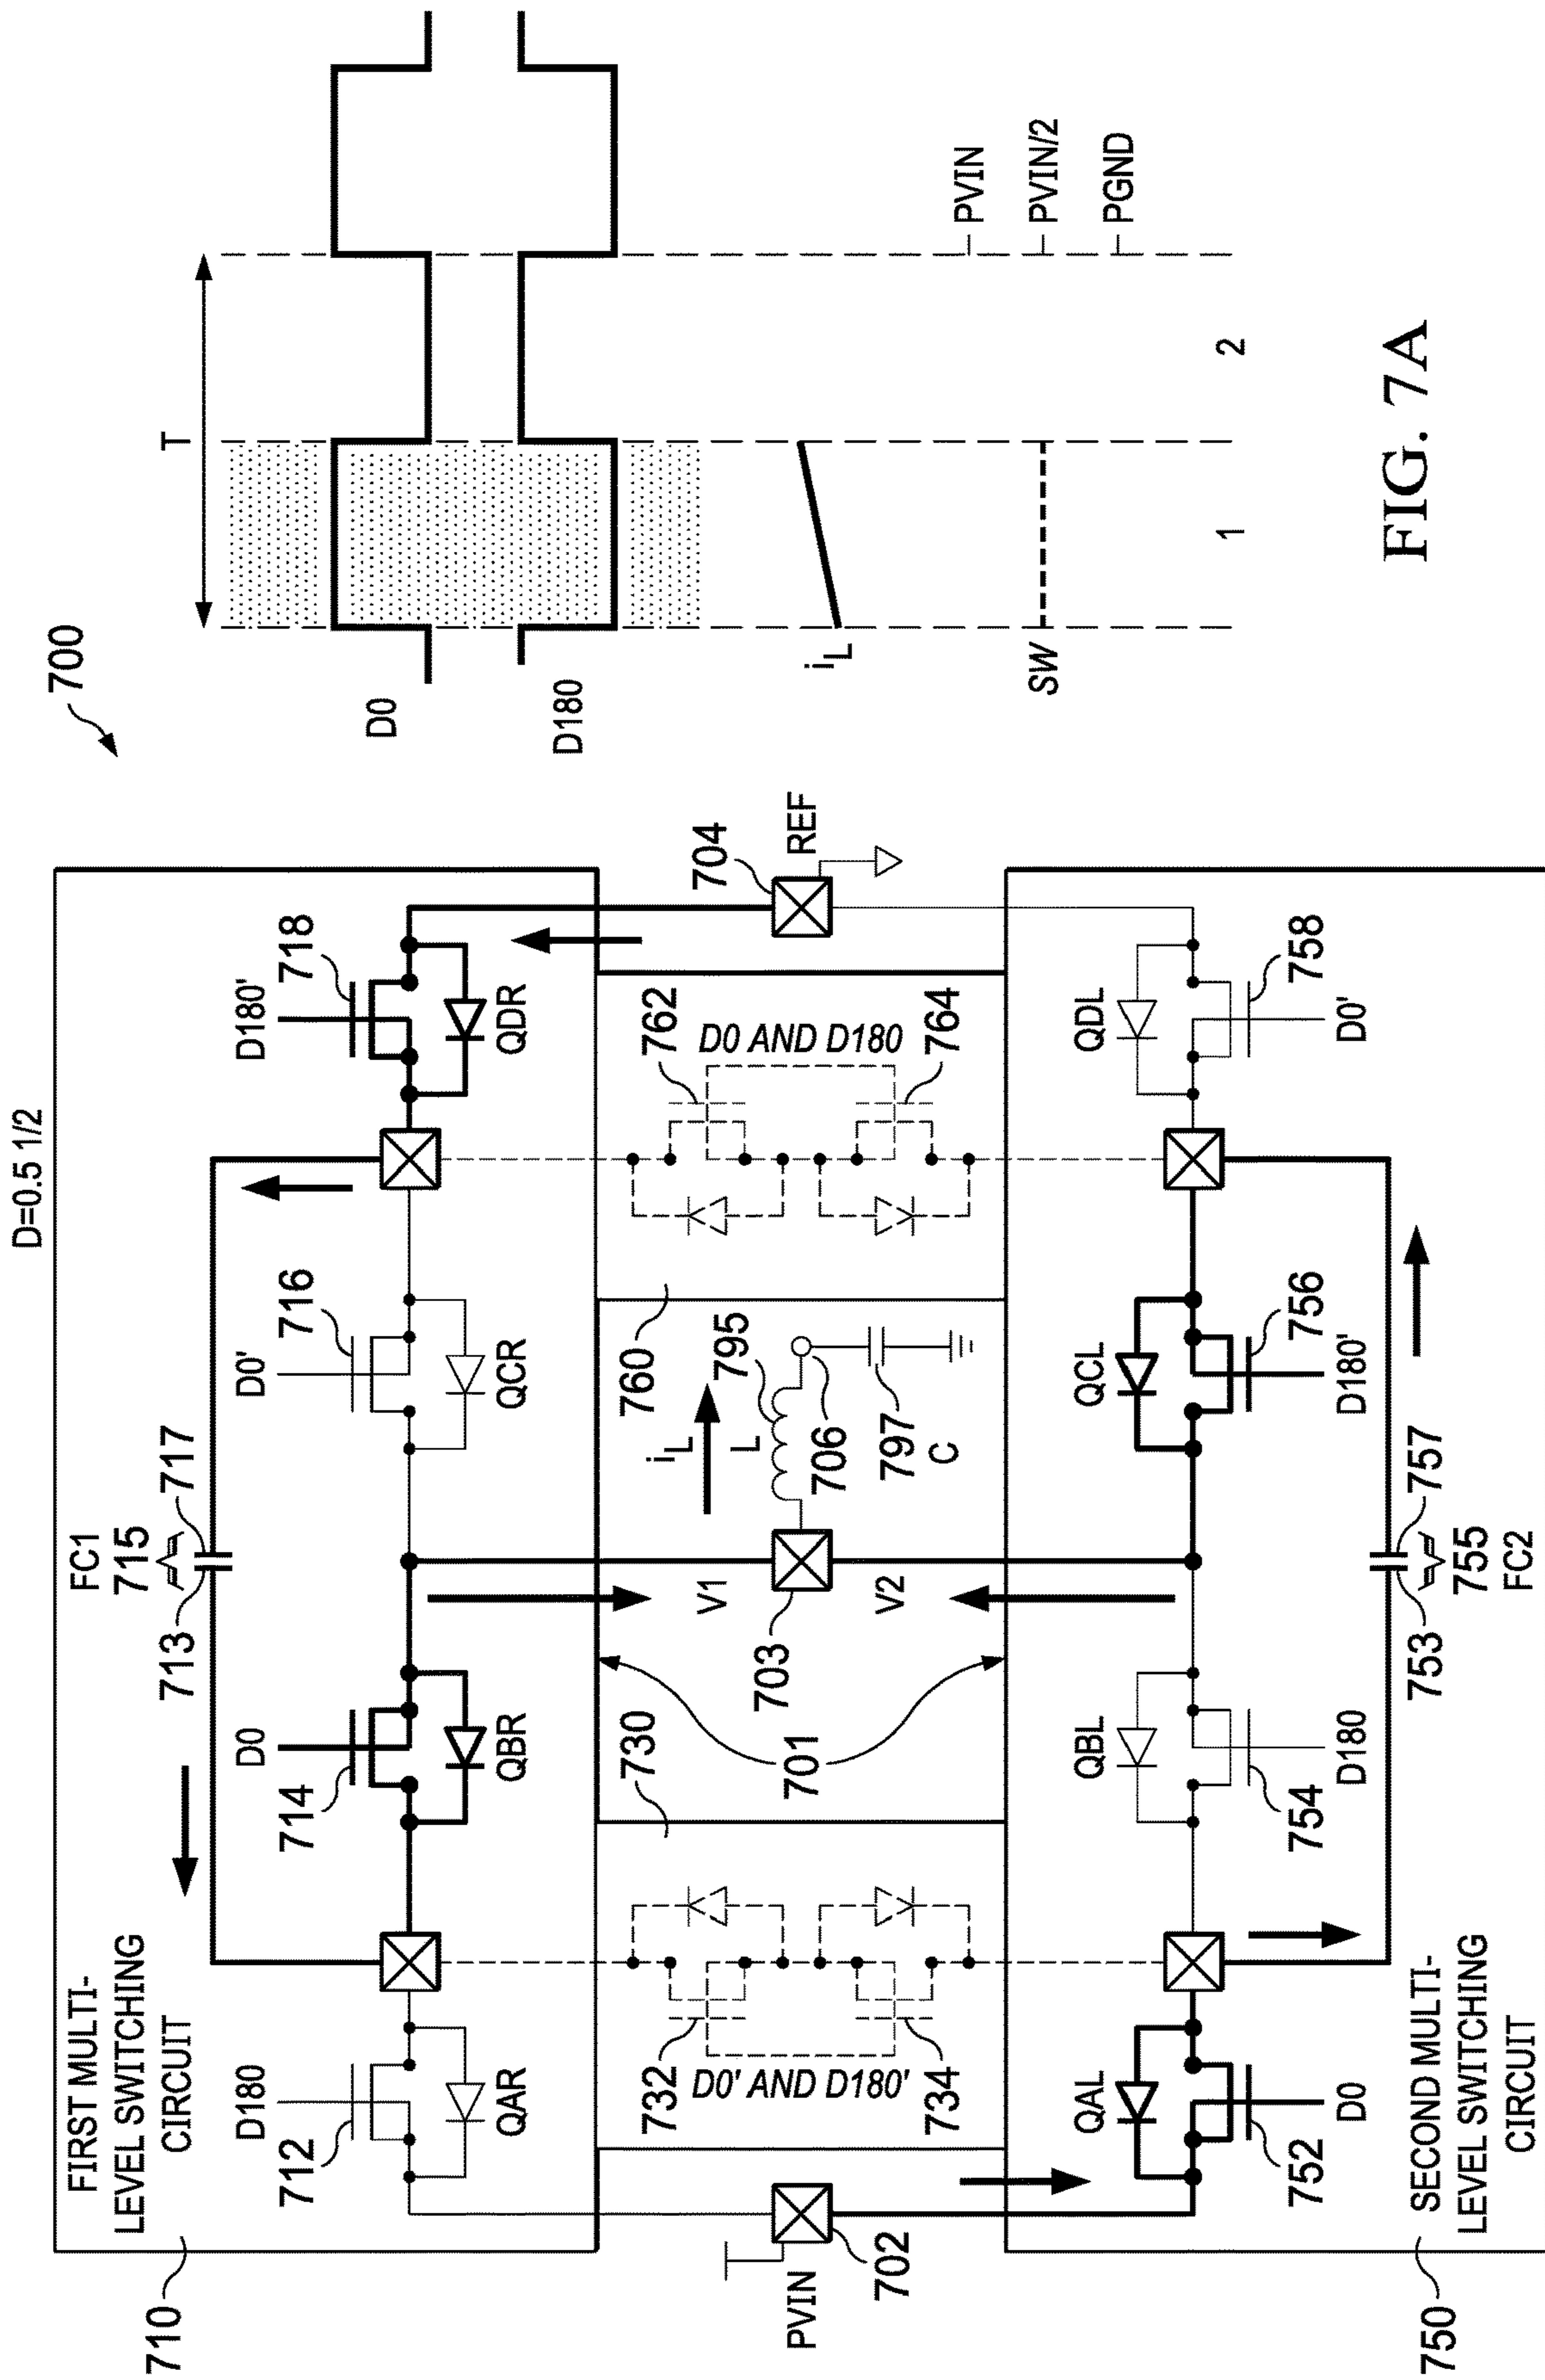 700
D=0.5 1/2
710
FIRST MULTI-
LEVEL SWITCHING
CIRCUIT
FC1
715
713
717
D180
712
QAR
D0
714
QBR
D0'
716
QCR
D180'
718
QDR
PVIN
702
730
732
734
D0' AND D180'
701
V1
703
V2
iL
L
795
706
797
C
760
762
764
D0 AND D180
704
REF
750
SECOND MULTI-
LEVEL SWITCHING
CIRCUIT
QAL
752
D0
QBL
754
D180
QCL
756
D180'
QDL
758
D0'
753
757
755
FC2
T
D0
D180
iL
SW
PVIN
PVIN/2
PGND
1
2
FIG. 7A